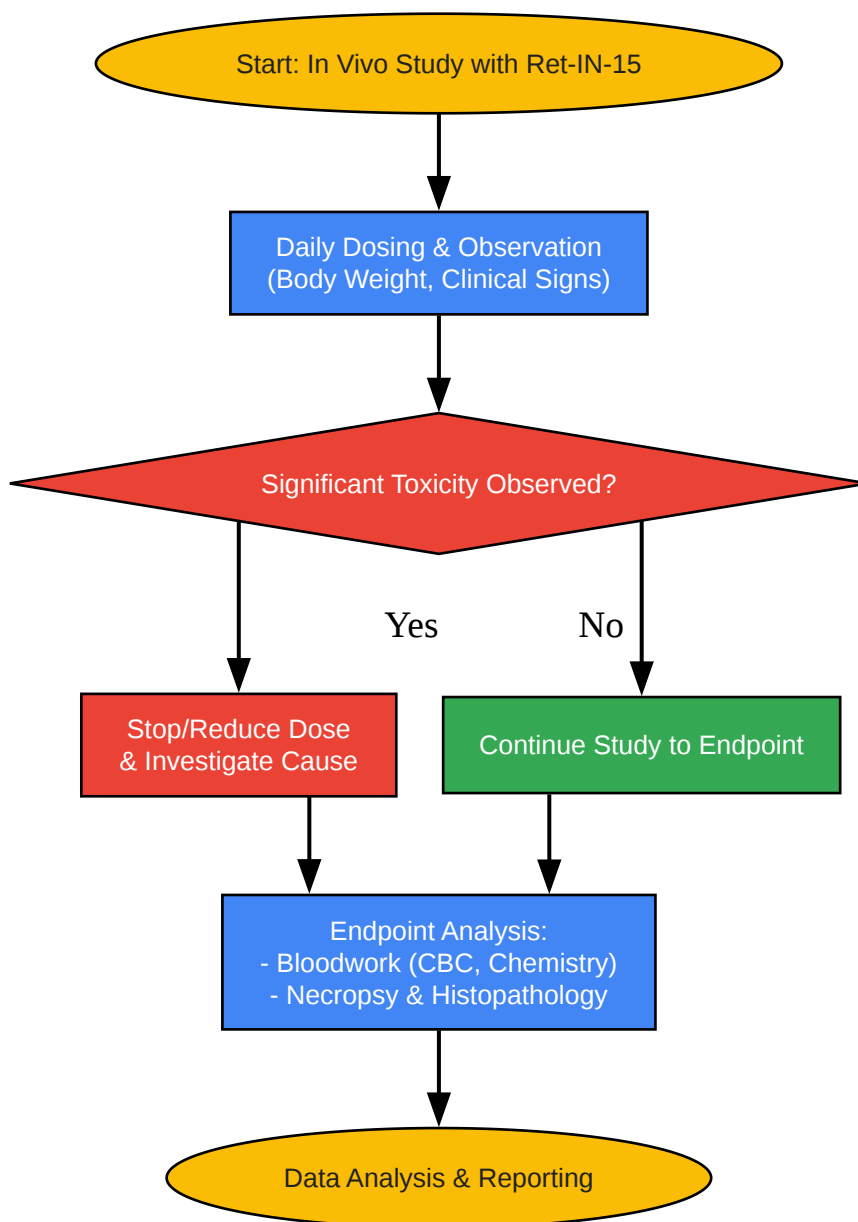 Start: In Vivo Study with Ret-IN-15
Daily Dosing & Observation
(Body Weight, Clinical Signs)
Significant Toxicity Observed?
Yes
No
Stop/Reduce Dose
& Investigate Cause
Continue Study to Endpoint
Endpoint Analysis:
- Bloodwork (CBC, Chemistry)
- Necropsy & Histopathology
Data Analysis & Reporting